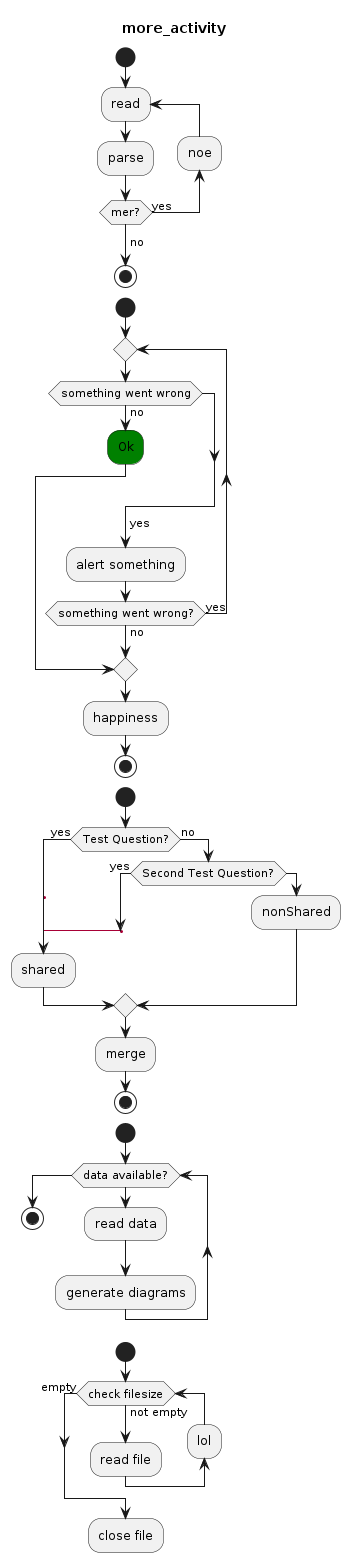 more_activity
read
parse
noe
mer?
yes
no
something went wrong
no
Ok
yes
alert something
something went wrong?
yes
no
happiness
yes
Test Question?
no
yes
Second Test Question?
nonShared
shared
merge
data available?
read data
generate diagrams
empty
check filesize
not empty
lol
read file
close file